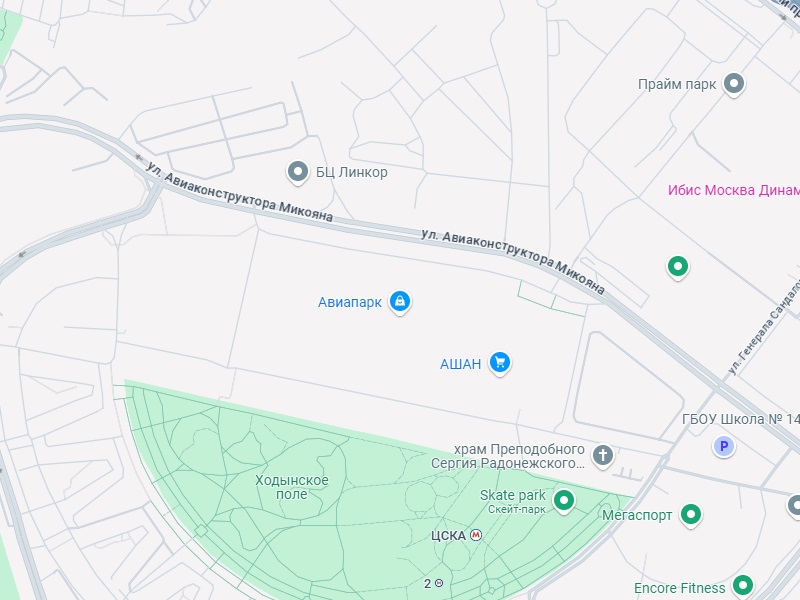 Прайм парк
БЦ Линкор
ул. Авиаконструктора Микояна
Ибис Москва Динам
ул. Авиаконструктора Микояна
Авиапарк
АШАН
ул. Генерала Сандало
ГБОУ Школа № 14
P
храм Преподобного
Сергия Радонежского...
Ходынское
поле
Skate park
Скейт-парк
Мегаспорт
ЦСКА
2
Encore Fitness